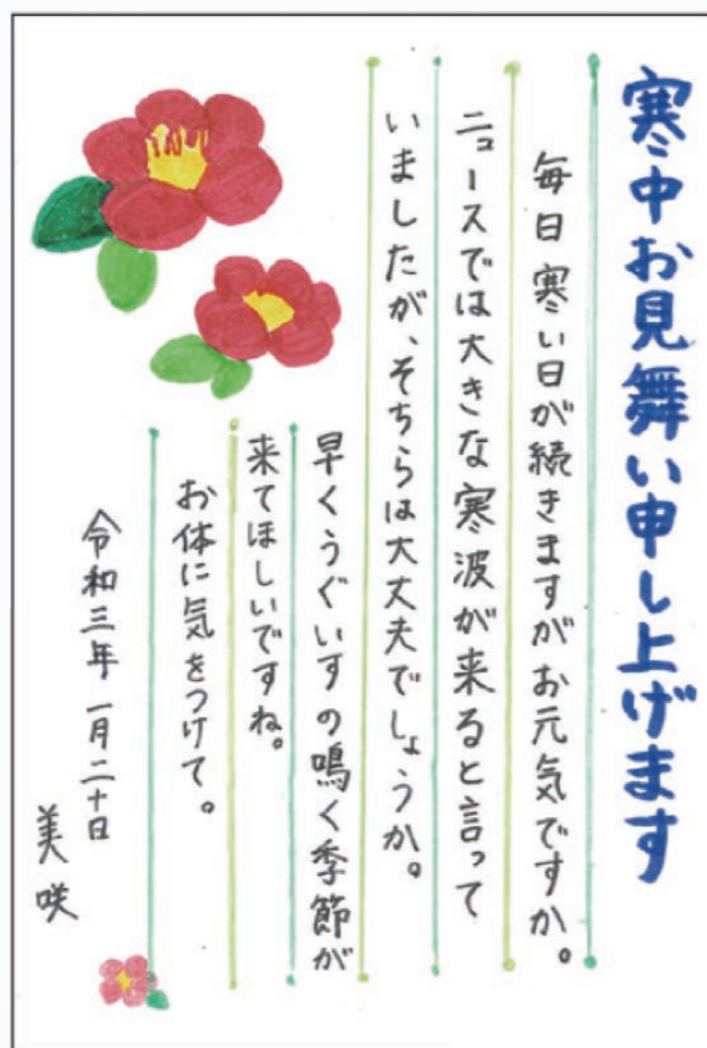 寒中お見舞い申し上げます
毎日寒い日が続きますがお元気ですか。
ニュースでは大きな寒波が来ると言って
いましたが、そちらは大丈夫でしょうか。
早くうぐいすの鳴く季節が
来てほしいですね。
お体に気をつけて。
令和三年一月二十日
美咲